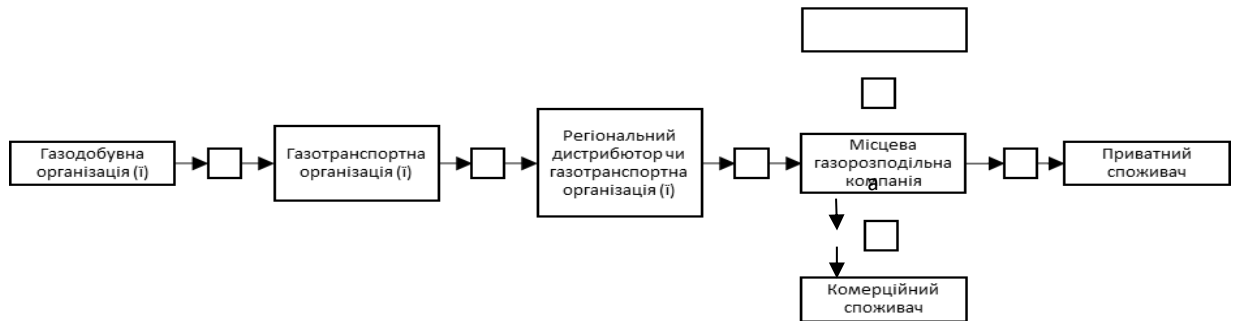 Газодобувна
організація (ї)
Газотранспортна
організація (ї)
Регіональний
дистрибютор чи
газотранспортна
організація (ї)
Місцева
газорозподільна
компанія
а
Приватний
споживач
Комерційний
споживач